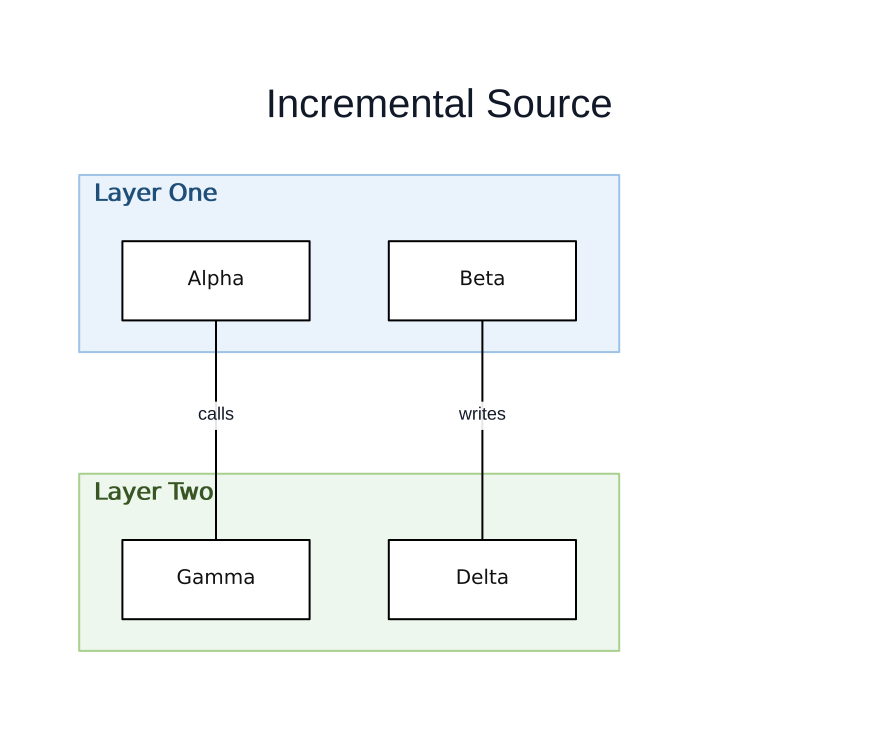 Incremental Source
Layer One
Alpha
Beta
calls
writes
Layer Two
Gamma
Delta